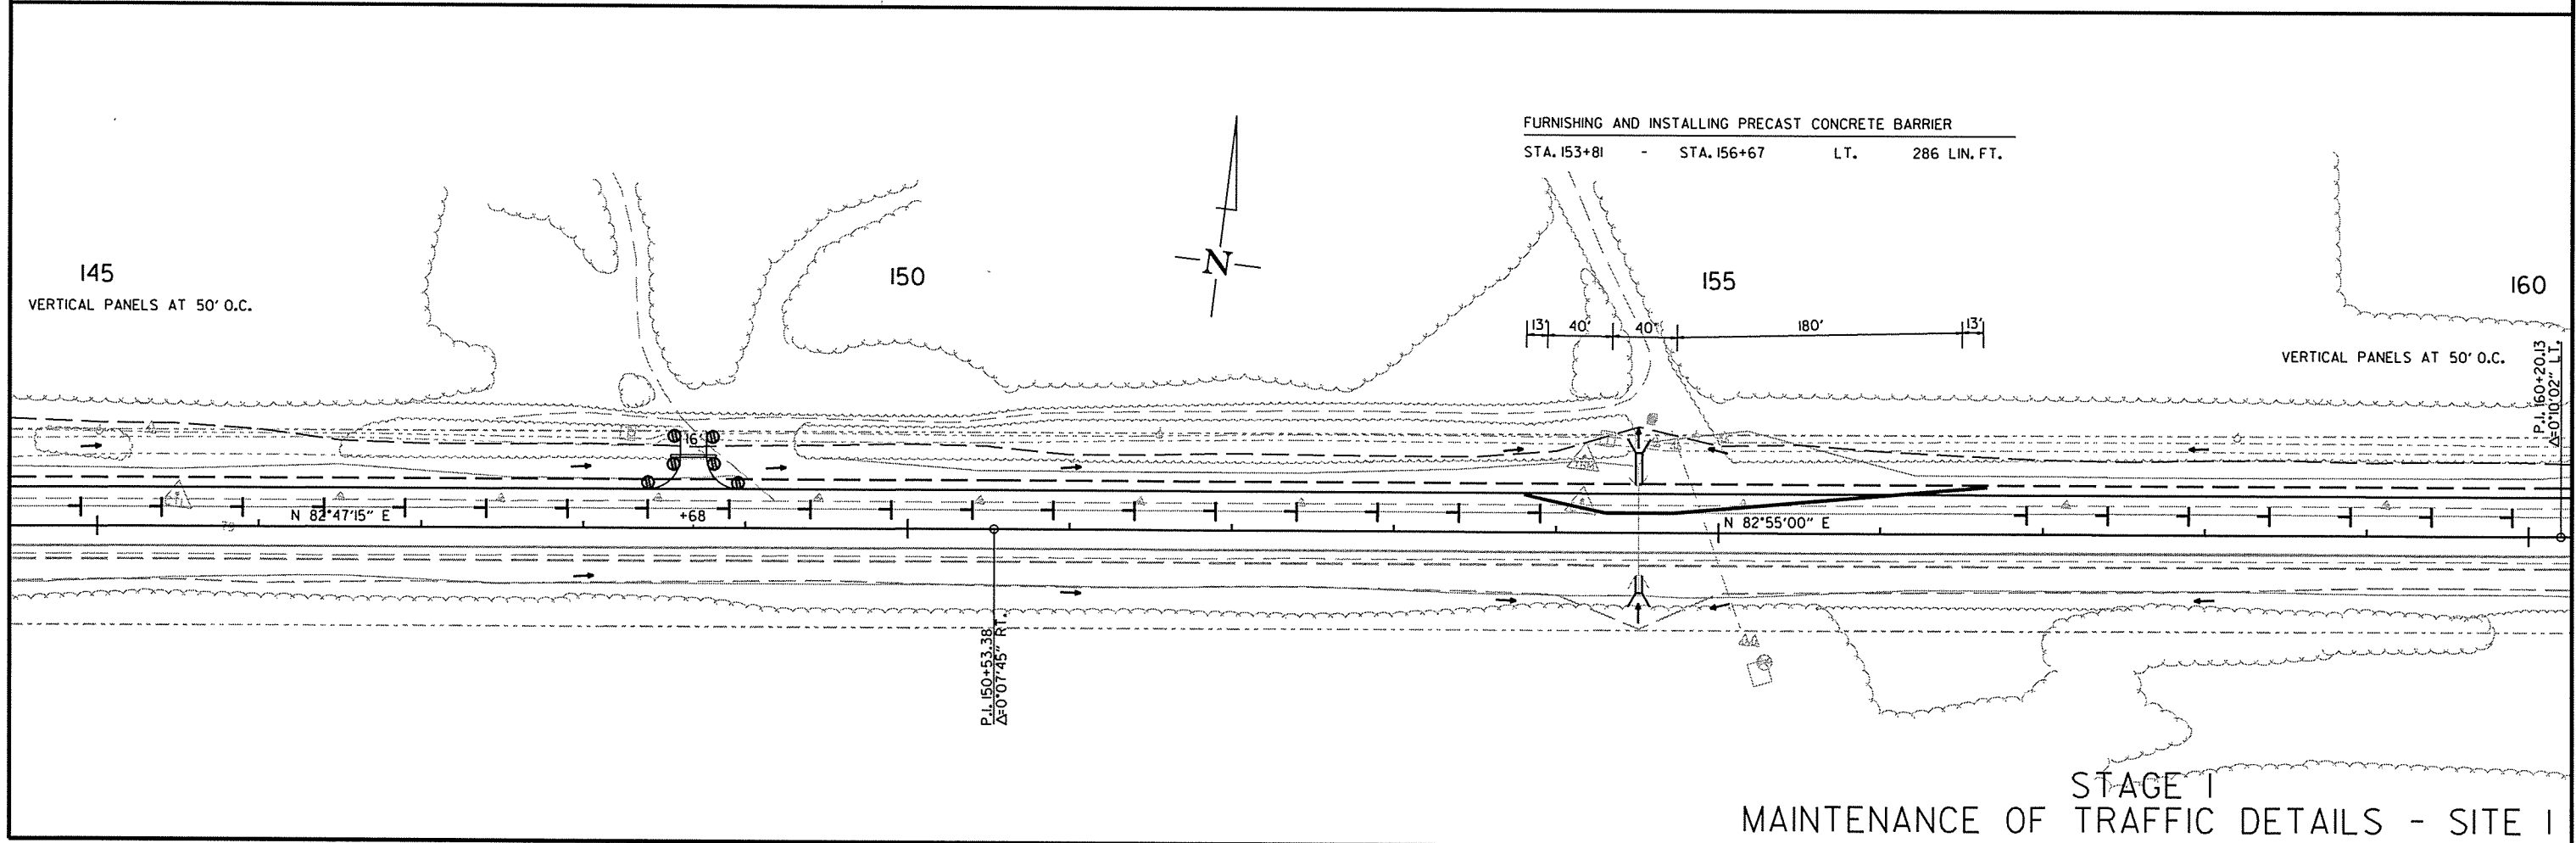 FURNISHING AND INSTALLING PRECAST CONCRETE BARRIER
STA. 153+81 - STA. 156+67 LT. 286 LIN. FT.
N
145
150
155
160
VERTICAL PANELS AT 50' O.C.
13' 40' 40' 180' 13'
VERTICAL PANELS AT 50' O.C.
P.I. 160+20.13
Δ=0°10'02" LT.
16'
N 82°47'15" E
+68
N 82°55'00" E
79
P.I. 150+53.38
Δ=0°07'45" RT.
STAGE 1
MAINTENANCE OF TRAFFIC DETAILS - SITE 1